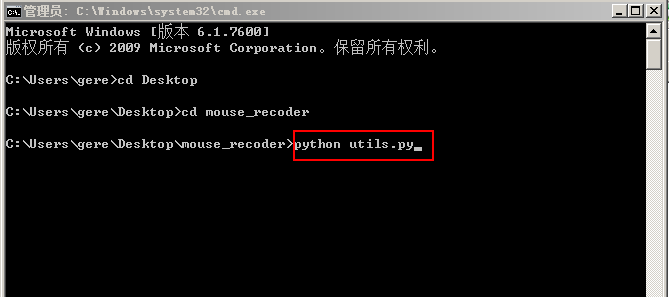 管理员: C:\Windows\system32\cmd.exe
Microsoft Windows [版本 6.1.7600]
版权所有 (c) 2009 Microsoft Corporation。保留所有权利。
C:\Users\gere>cd Desktop
C:\Users\gere\Desktop>cd mouse_recoder
C:\Users\gere\Desktop\mouse_recoder>python utils.py